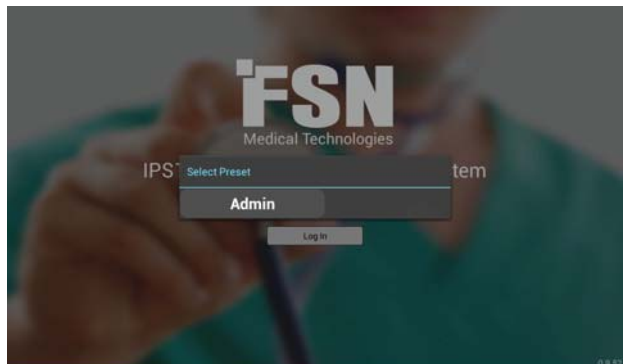 FSN
Medical Technologies
IPS
tem
Select Preset
Admin
Log In